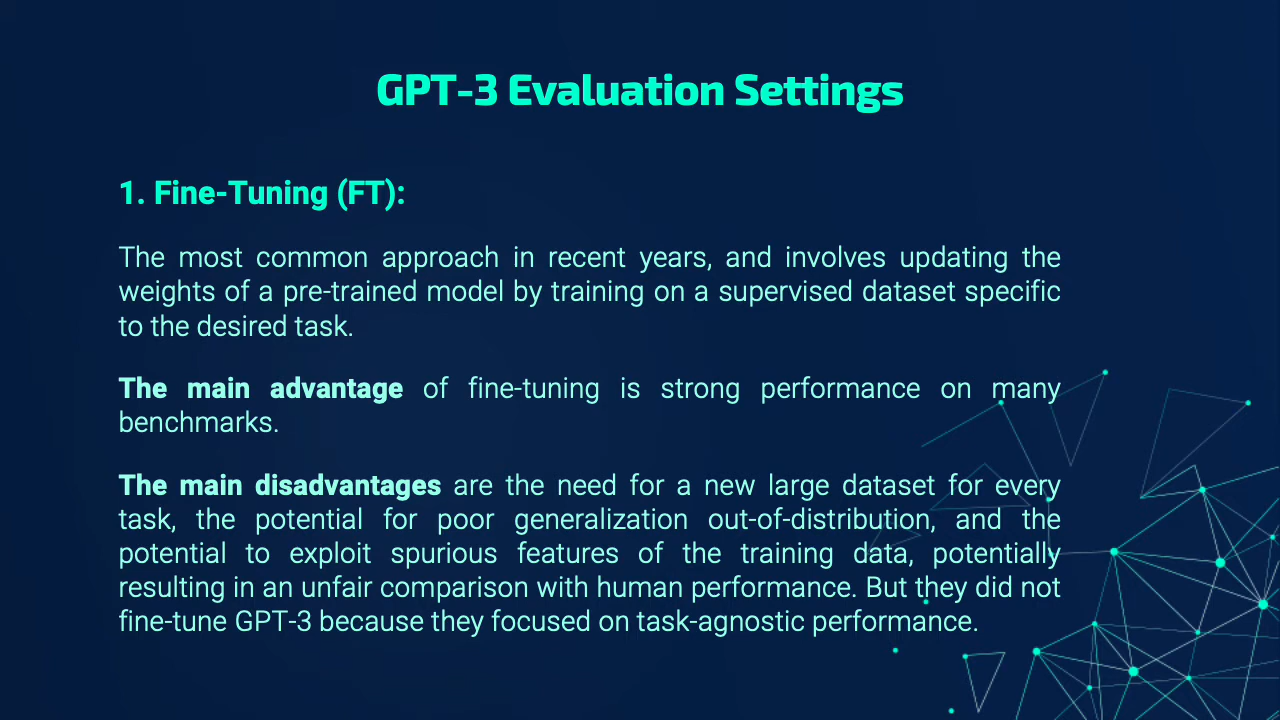 GPT-3 Evaluation Settings
1. Fine-Tuning (FT):
The most common approach in recent years, and involves updating the
weights of a pre-trained model by training on a supervised dataset specific
to the desired task.
The main advantage of fine-tuning is strong performance on many
benchmarks.
The main disadvantages are the need for a new large dataset for every
task, the potential for poor generalization out-of-distribution, and the
potential to exploit spurious features of the training data, potentially
resulting in an unfair comparison with human performance. But they did not
fine-tune GPT-3 because they focused on task-agnostic performance.